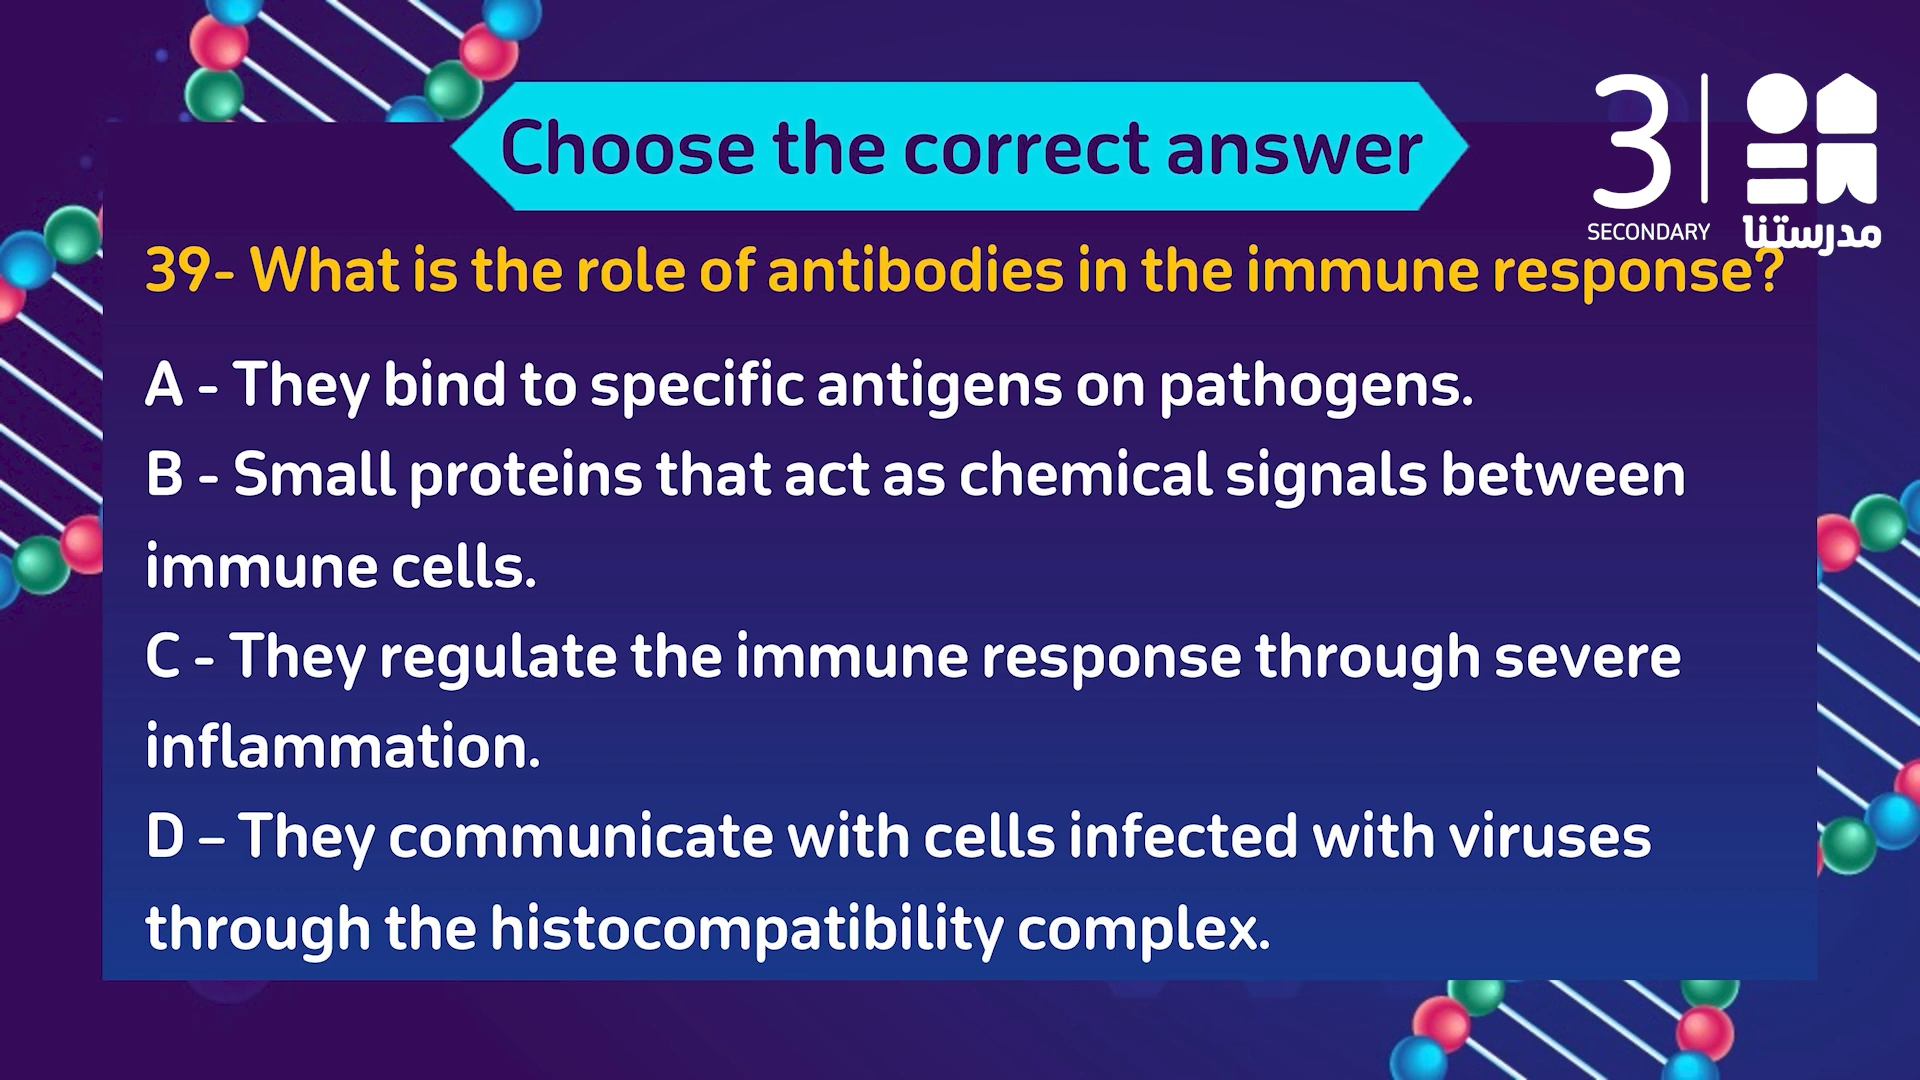 Choose the correct answer
3
SECONDARY
مدرستنا
39- What is the role of antibodies in the immune response?
A - They bind to specific antigens on pathogens.
B - Small proteins that act as chemical signals between
immune cells.
C - They regulate the immune response through severe
inflammation.
D – They communicate with cells infected with viruses
through the histocompatibility complex.